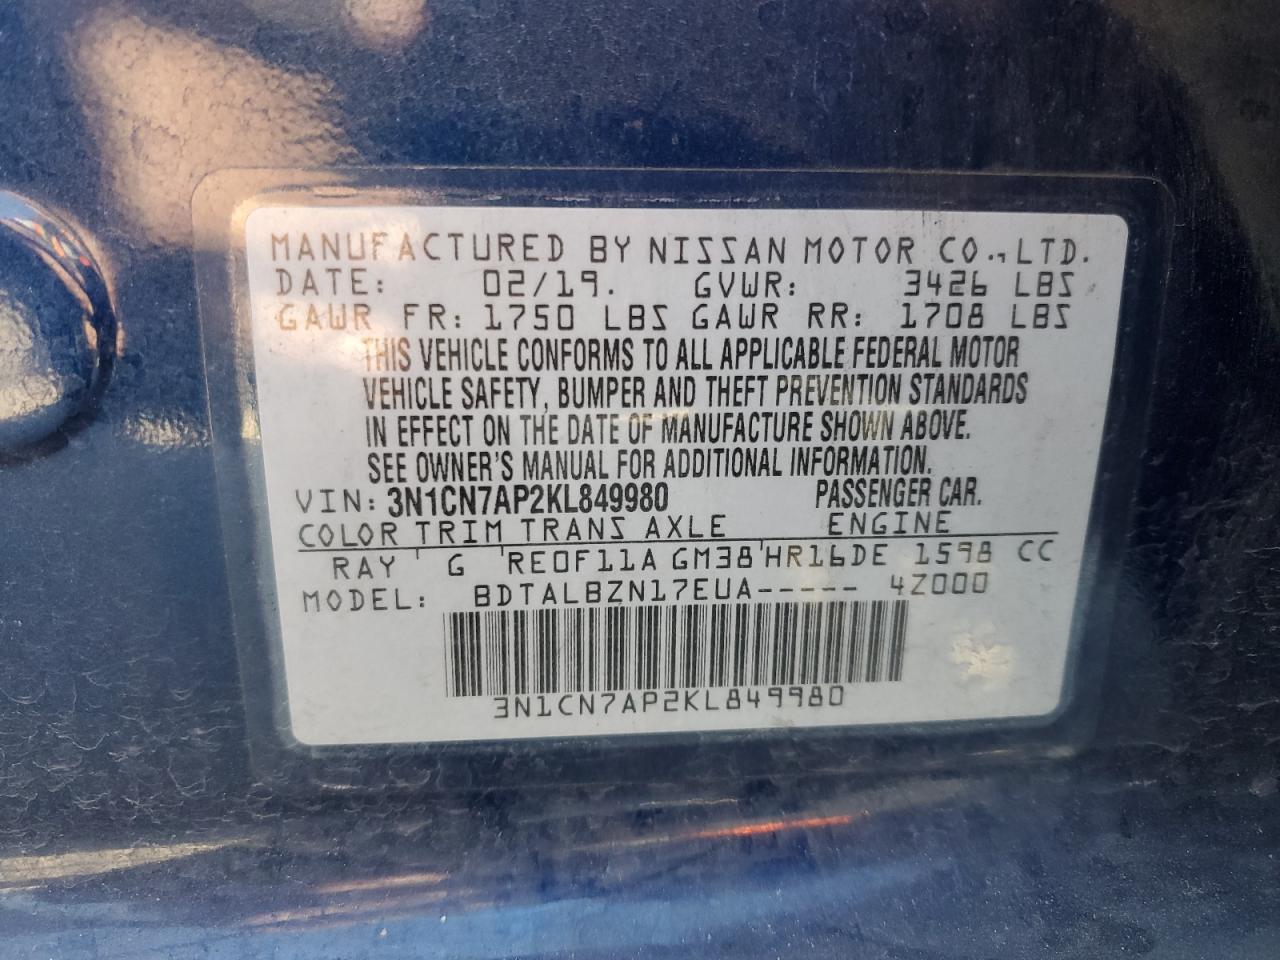 MANUFACTURED BY NISSAN MOTOR CO., LTD.
DATE: 02/19. GVWR: 3426 LBS
GAWR FR: 1750 LBS GAWR RR: 1708 LBS
THIS VEHICLE CONFORMS TO ALL APPLICABLE FEDERAL MOTOR
VEHICLE SAFETY, BUMPER AND THEFT PREVENTION STANDARDS
IN EFFECT ON THE DATE OF MANUFACTURE SHOWN ABOVE.
SEE OWNER'S MANUAL FOR ADDITIONAL INFORMATION.
VIN: 3N1CN7AP2KL849980 PASSENGER CAR.
COLOR TRIM TRANS AXLE ENGINE
RAY ' G ' RE0F11A GM38 ' HR16DE 1598 CC
MODEL: BDTALBZN17EUA----- 4Z000
3N1CN7AP2KL849980